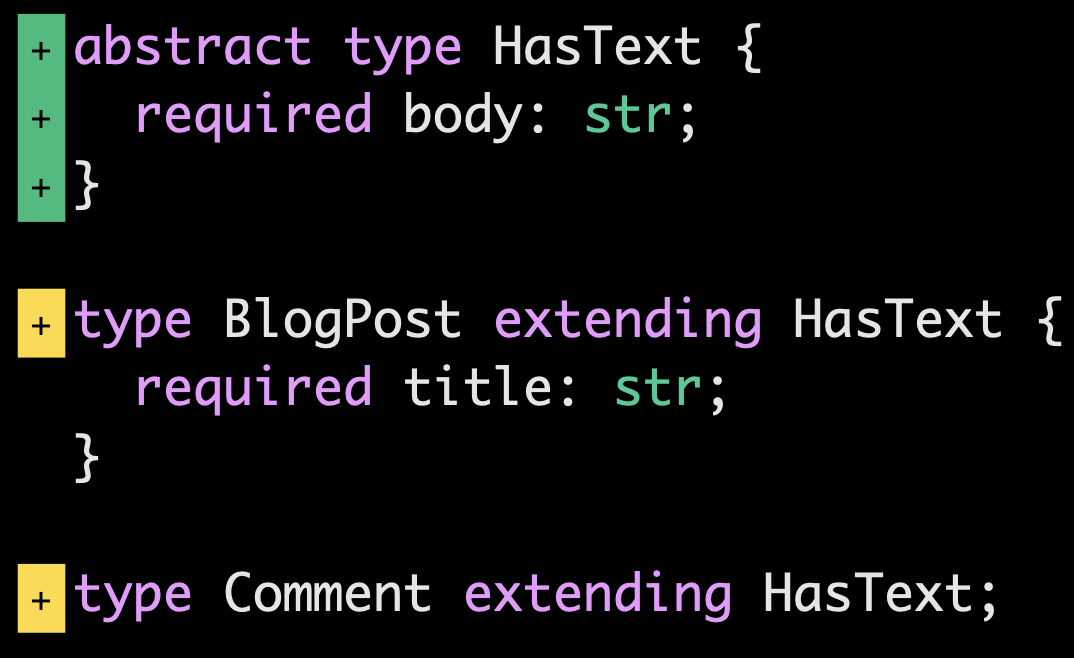 + abstract type HasText {
+   required body: str;
+ }
+ type BlogPost extending HasText {
    required title: str;
  }
+ type Comment extending HasText;